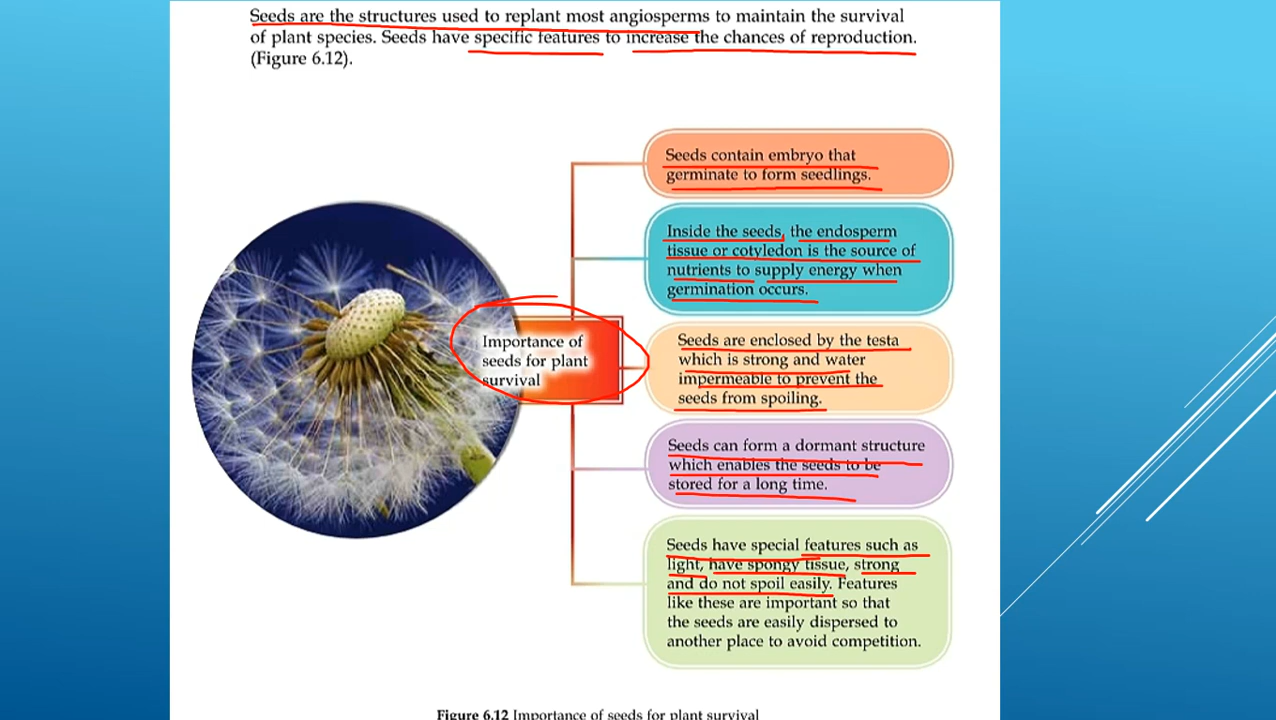 Seeds are the structures used to replant most angiosperms to maintain the survival
of plant species. Seeds have specific features to increase the chances of reproduction.
(Figure 6.12).
Seeds contain embryo that
germinate to form seedlings.
Inside the seeds, the endosperm
tissue or cotyledon is the source of
nutrients to supply energy when
germination occurs.
Importance of
seeds for plant
survival
Seeds are enclosed by the testa
which is strong and water
impermeable to prevent the
seeds from spoiling.
Seeds can form a dormant structure
which enables the seeds to be
stored for a long time.
Seeds have special features such as
light, have spongy tissue, strong
and do not spoil easily. Features
like these are important so that
the seeds are easily dispersed to
another place to avoid competition.
Figure 6.12 Importance of seeds for plant survival